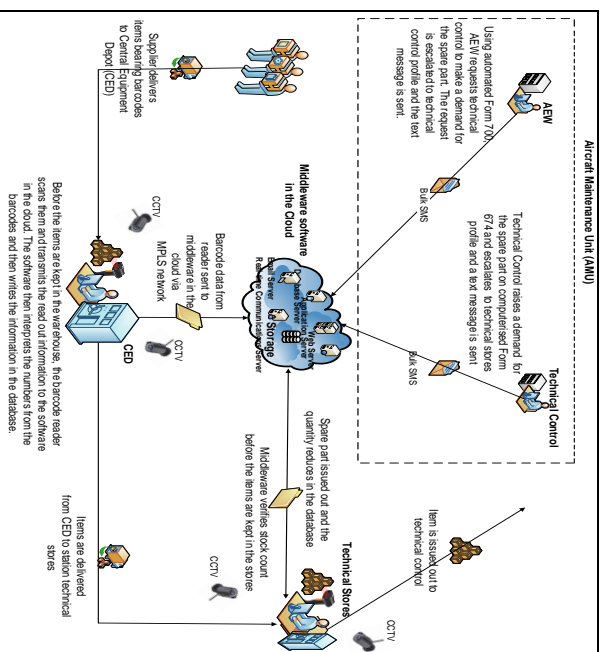 Aircraft Maintenance Unit (AMU)
AEW
Using automated Form 700,
AEW requests technical
control to make a demand for
the spare part. The request
is escalated to technical
control profile and the text
message is sent.
Bulk SMS
Technical Control
Technical Control raises a demand for
the spare part on computerised Form
674 and escalates to technical stores
profile and a text message is sent
Bulk SMS
Item is issued out to
technical control
Middleware software
in the Cloud
Web Server
Application Server
Database Server
Storage
Email Server
Real-time Communications Server
Spare part issued out and the
quantity reduces in the database
Middleware verifies stock count
before the items are kept in the stores
Technical Stores
CCTV
CCTV
Supplier delivers
items bearing barcodes
to Central Equipment
Depot (CED)
CCTV
Barcode data from
reader sent to
middleware in the
cloud via
MPLS network
CCTV
CED
Before the items are kept in the warehouse, the barcode reader
scans them and transmits the read out information to the software
in the cloud. The software then interprets the numbers from the
barcodes and then writes the information in the database.
Items are delivered
from CED to station technical
stores